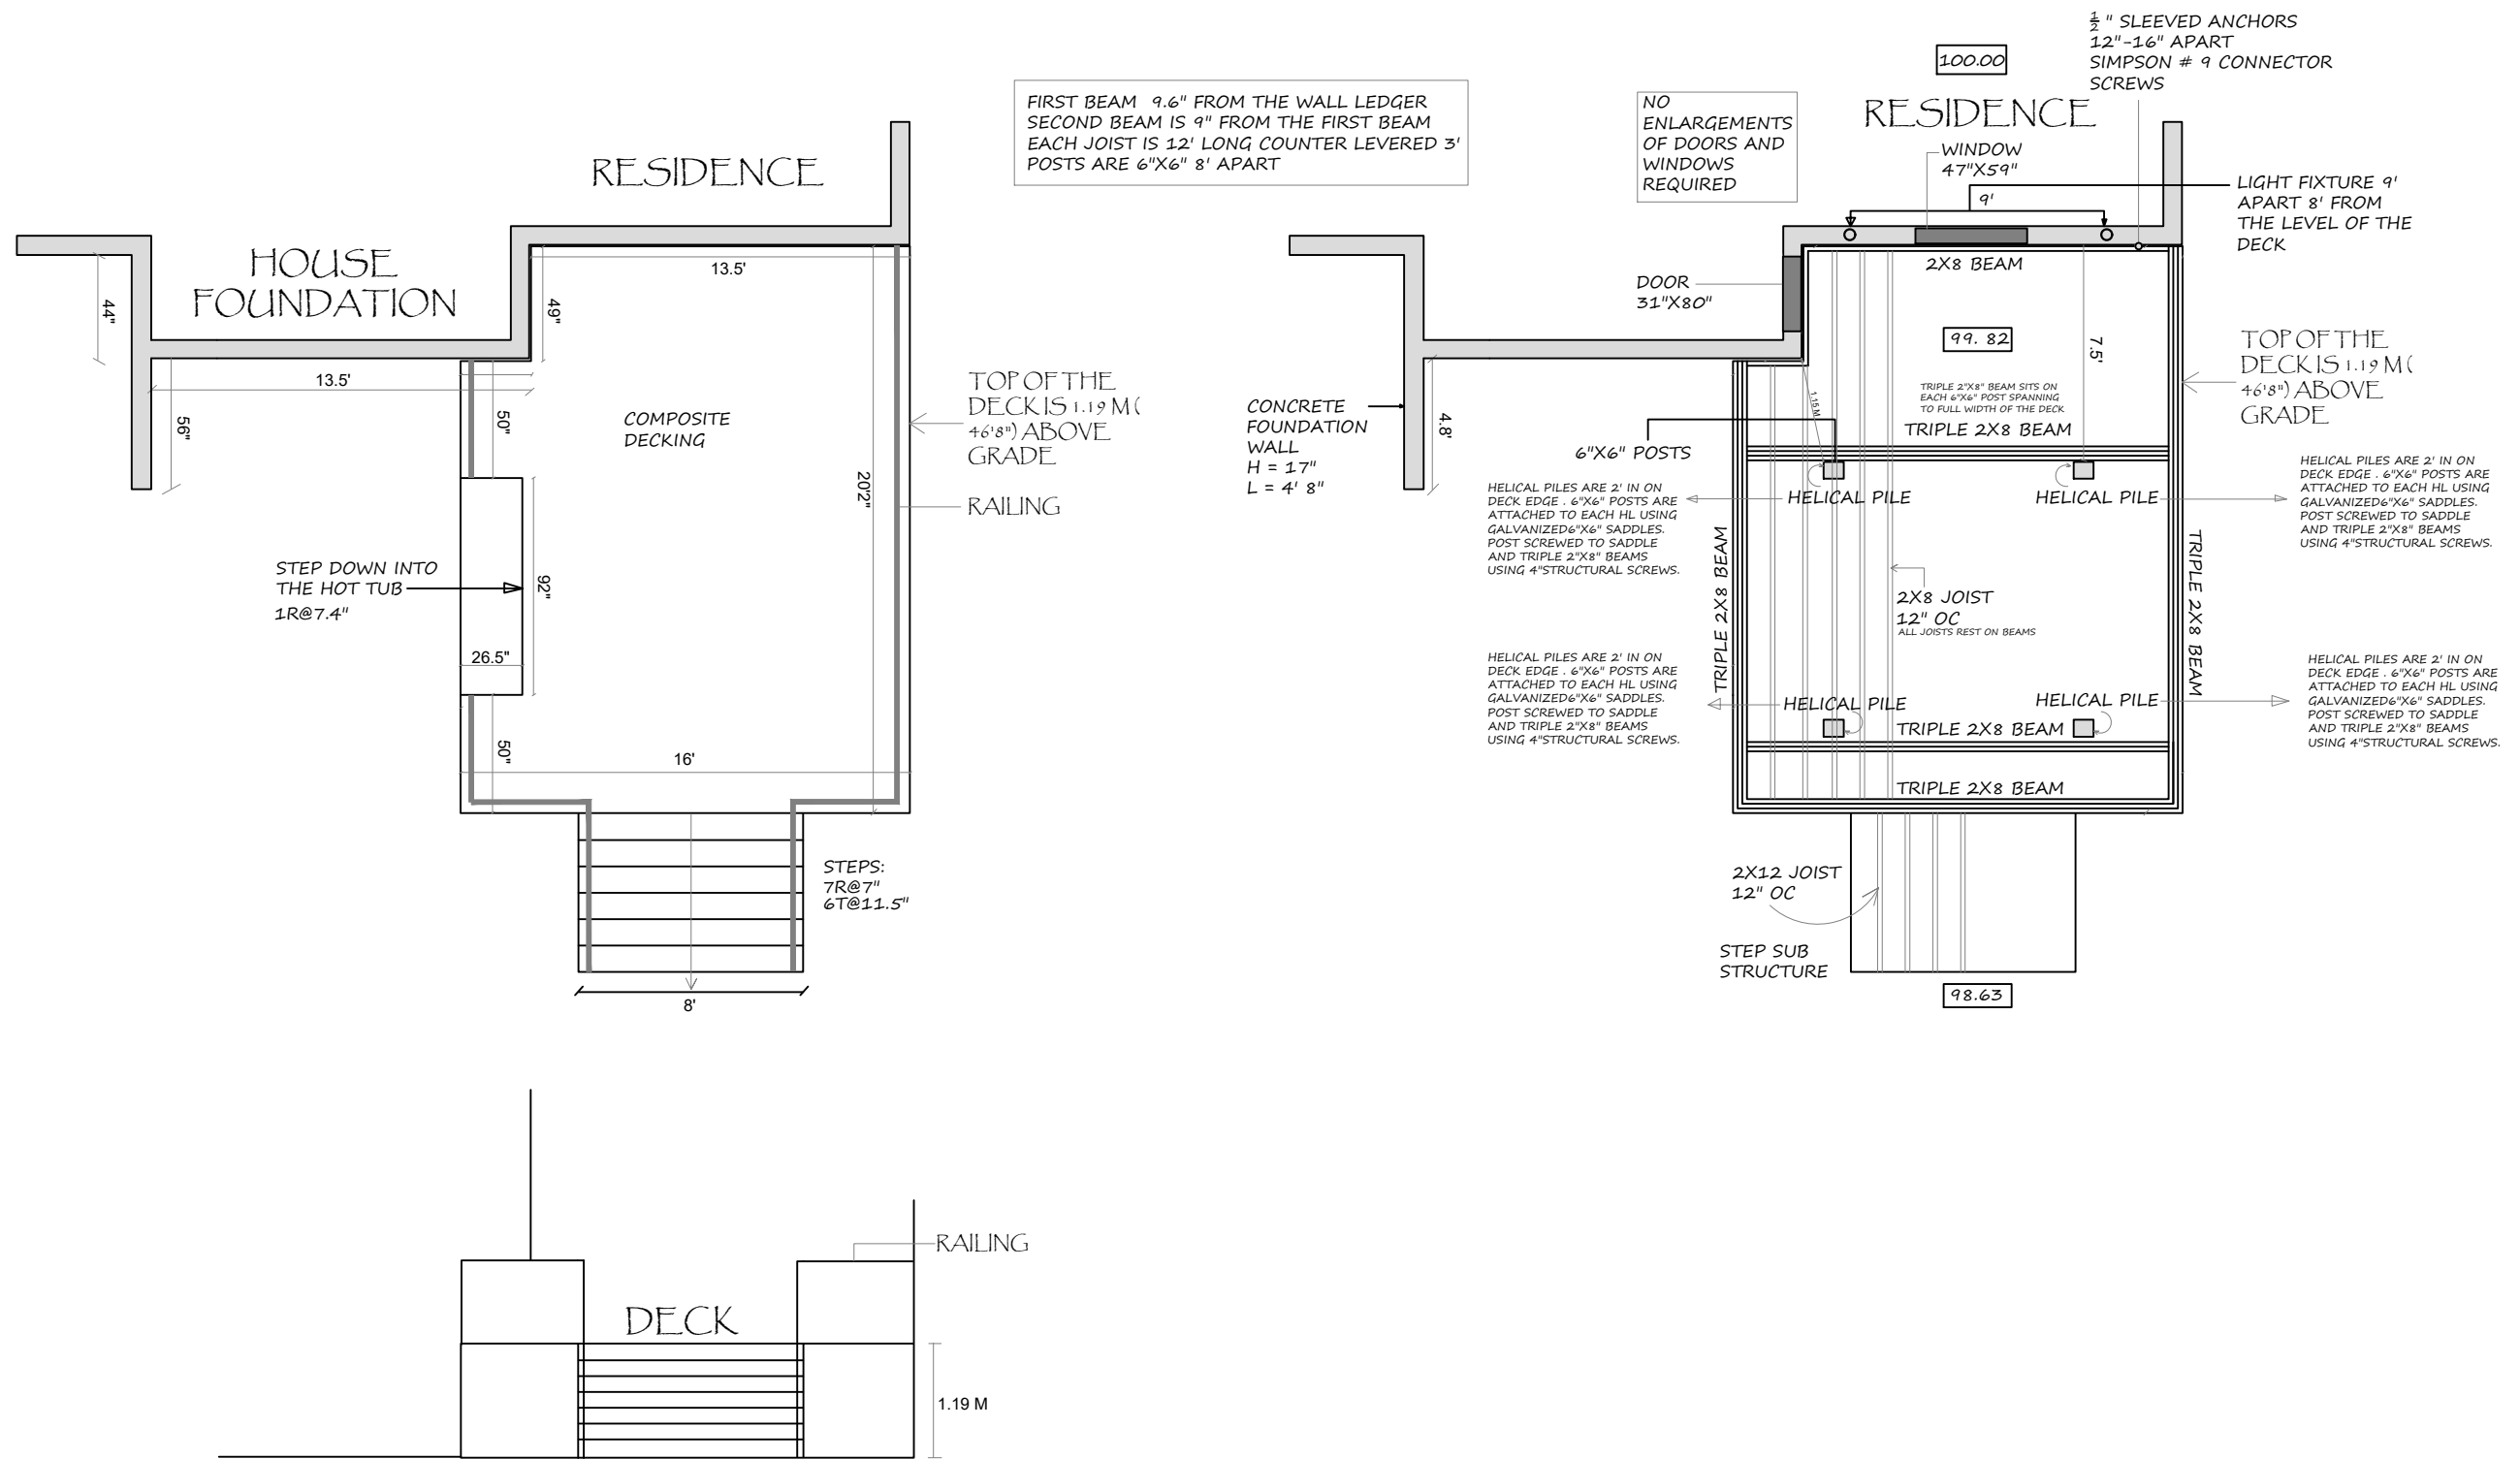 RESIDENCE
HOUSE
FOUNDATION
44"
56"
13.5'
13.5'
49"
50"
92"
26.5"
50"
16'
20'2"
COMPOSITE
DECKING
STEP DOWN INTO
THE HOT TUB
1R@7.4"
TOP OF THE
DECK IS 1.19 M (
46'8") ABOVE
GRADE
RAILING
STEPS:
7R@7"
6T@11.5"
8'
FIRST BEAM 9.6" FROM THE WALL LEDGER
SECOND BEAM IS 9" FROM THE FIRST BEAM
EACH JOIST IS 12' LONG COUNTER LEVERED 3'
POSTS ARE 6"X6" 8' APART
NO
ENLARGEMENTS
OF DOORS AND
WINDOWS
REQUIRED
100.00
RESIDENCE
1/2 " SLEEVED ANCHORS
12"-16" APART
SIMPSON # 9 CONNECTOR
SCREWS
WINDOW
47"X59"
9'
LIGHT FIXTURE 9'
APART 8' FROM
THE LEVEL OF THE
DECK
DOOR
31"X80"
2X8 BEAM
99. 82
7.5'
TRIPLE 2"X8" BEAM SITS ON
EACH 6"X6" POST SPANNING
TO FULL WIDTH OF THE DECK
TRIPLE 2X8 BEAM
1.15 M
TOP OF THE
DECK IS 1.19 M (
46'8") ABOVE
GRADE
CONCRETE
FOUNDATION
WALL
H = 17"
L = 4' 8"
4.8'
6"X6" POSTS
HELICAL PILES ARE 2' IN ON
DECK EDGE . 6"X6" POSTS ARE
ATTACHED TO EACH HL USING
GALVANIZED6"X6" SADDLES.
POST SCREWED TO SADDLE
AND TRIPLE 2"X8" BEAMS
USING 4"STRUCTURAL SCREWS.
HELICAL PILE
HELICAL PILE
HELICAL PILES ARE 2' IN ON
DECK EDGE . 6"X6" POSTS ARE
ATTACHED TO EACH HL USING
GALVANIZED6"X6" SADDLES.
POST SCREWED TO SADDLE
AND TRIPLE 2"X8" BEAMS
USING 4"STRUCTURAL SCREWS.
TRIPLE 2X8 BEAM
TRIPLE 2X8 BEAM
2X8 JOIST
12" OC
ALL JOISTS REST ON BEAMS
HELICAL PILES ARE 2' IN ON
DECK EDGE . 6"X6" POSTS ARE
ATTACHED TO EACH HL USING
GALVANIZED6"X6" SADDLES.
POST SCREWED TO SADDLE
AND TRIPLE 2"X8" BEAMS
USING 4"STRUCTURAL SCREWS.
HELICAL PILE
HELICAL PILE
HELICAL PILES ARE 2' IN ON
DECK EDGE . 6"X6" POSTS ARE
ATTACHED TO EACH HL USING
GALVANIZED6"X6" SADDLES.
POST SCREWED TO SADDLE
AND TRIPLE 2"X8" BEAMS
USING 4"STRUCTURAL SCREWS.
TRIPLE 2X8 BEAM
TRIPLE 2X8 BEAM
2X12 JOIST
12" OC
STEP SUB
STRUCTURE
98.63
RAILING
DECK
1.19 M